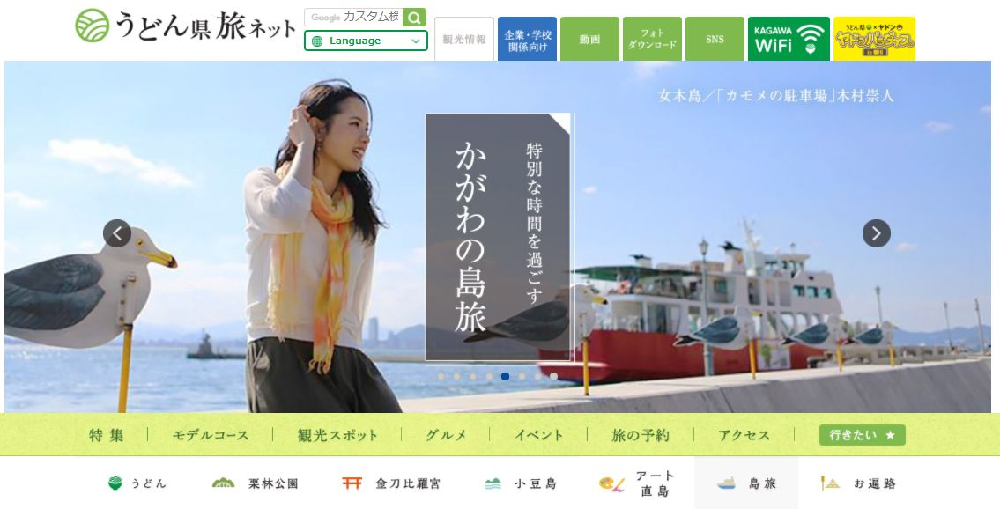 うどん県 旅ネット
Google カスタム検
Language
観光情報
企業・学校
関係向け
動画
フォト
ダウンロード
SNS
KAGAWA
WiFi
うどん県×ヤドン
ヤドンパラダイス
in香川
女木島／「カモメの駐車場」木村崇人
特別な時間を過ごす
かがわの島旅
特集
モデルコース
観光スポット
グルメ
イベント
旅の予約
アクセス
行きたい ★
うどん
栗林公園
金刀比羅宮
小豆島
アート
直島
島旅
お遍路